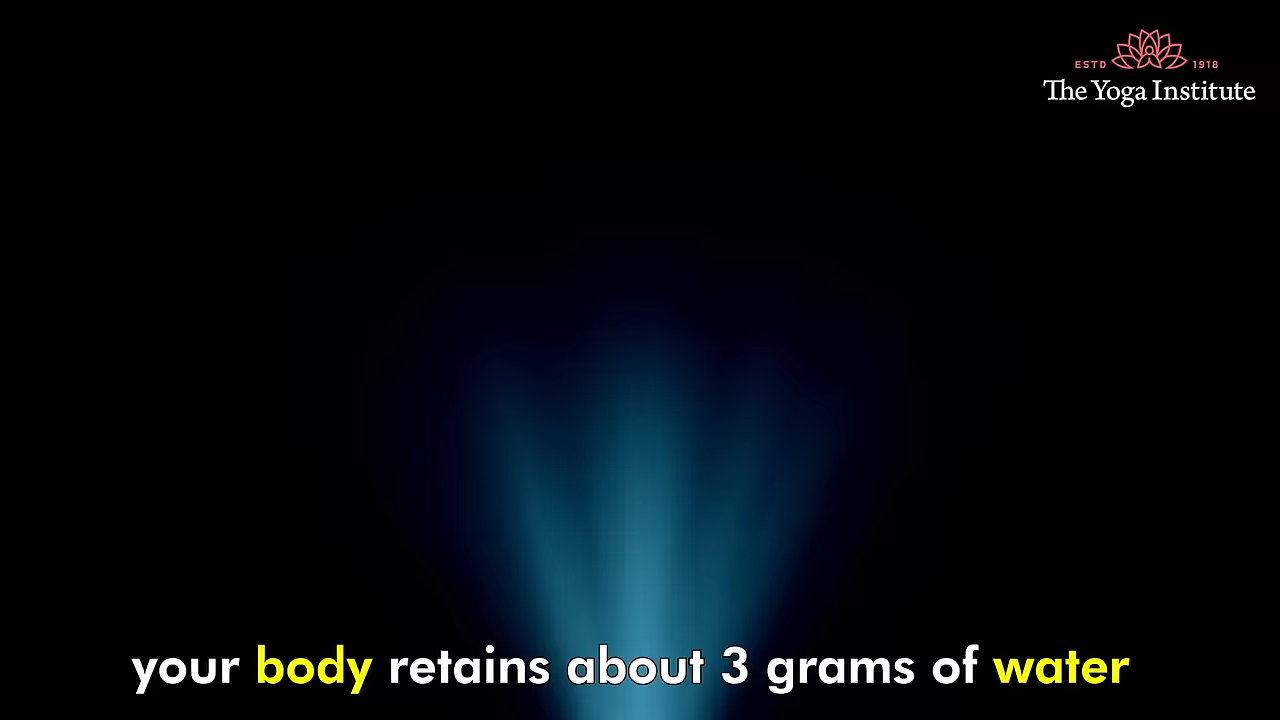 ESTD 1918
The Yoga Institute
your body retains about 3 grams of water